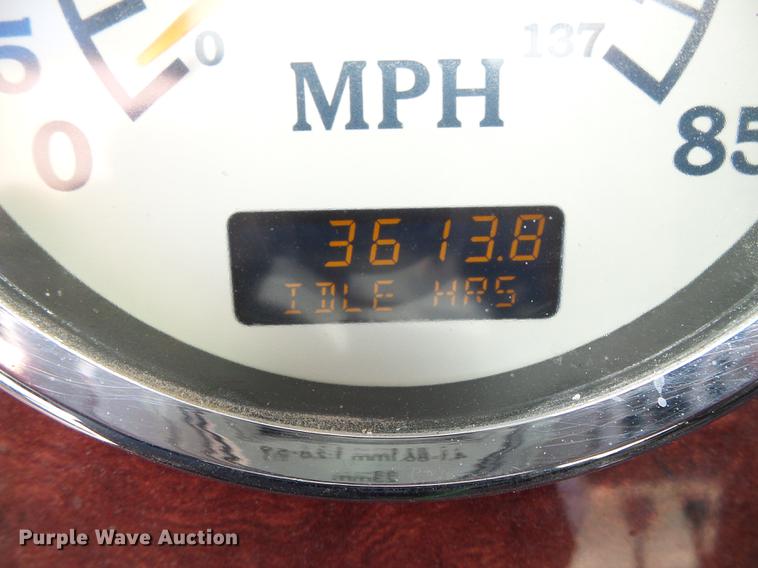 0 137
MPH
0 85
3613.8
IDLE HRS
Purple Wave Auction